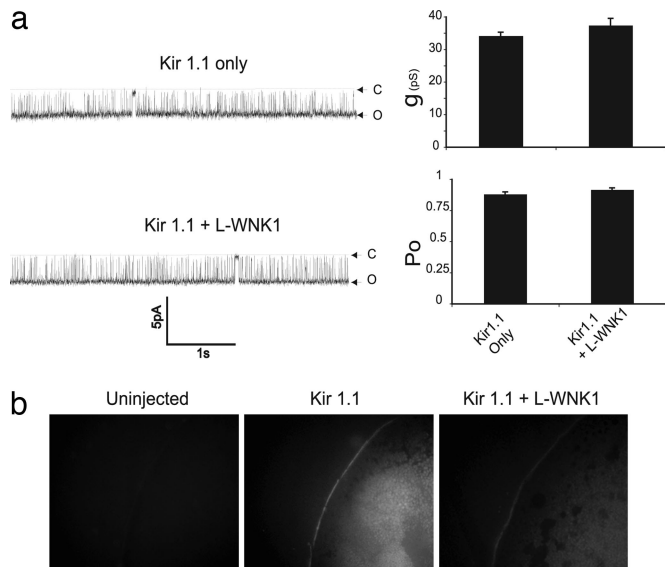 a
Kir 1.1 only
C
O
Kir 1.1 + L-WNK1
C
O
5pA
1s
40
30
20
10
0
g (pS)
1
0.75
0.5
0.25
0
Po
Kir1.1
Only
Kir1.1
+ L-WNK1
b
Uninjected
Kir 1.1
Kir 1.1 + L-WNK1